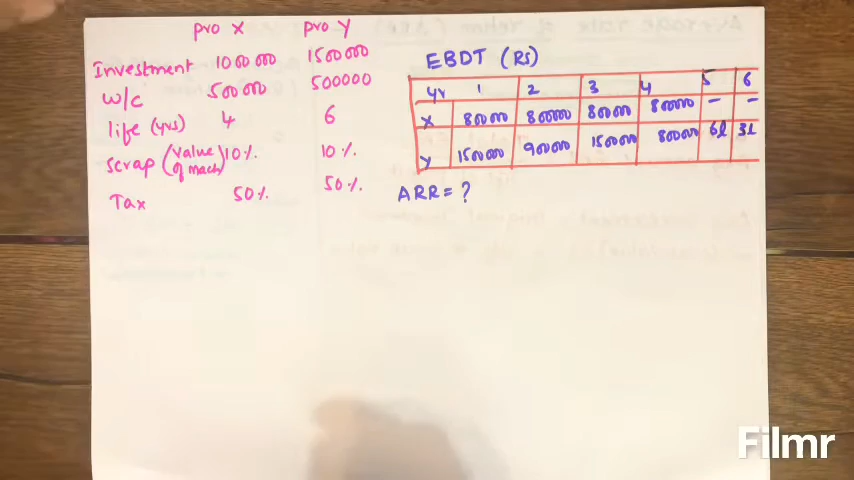 pro X pro Y
Investment 1000000 1500000
w/c 500000 500000
life (yrs) 4 6
scrap (value of mach) 10% 10%
Tax 50% 50%
EBDT (Rs)
yr 1 2 3 4 5 6
X 800000 800000 800000 800000 - -
Y 1500000 900000 1500000 800000 6l 3l
ARR = ?
Filmr